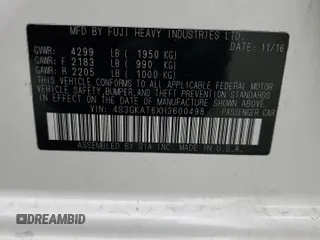 MFD BY FUJI HEAVY INDUSTRIES LTD.
DATE: 11/16
GVWR: 4299 LB ( 1950 KG)
GAWR: F 2183 LB ( 990 KG)
GAWR: R 2205 LB ( 1000 KG)
THIS VEHICLE CONFORMS TO ALL APPLICABLE FEDERAL MOTOR VEHICLE SAFETY, BUMPER, AND THEFT PREVENTION STANDARDS IN EFFECT ON THE DATE OF MANUFACTURE SHOWN ABOVE.
VIN: 4S3GKAT6XH3600498
PASSENGER CAR
ASSEMBLED BY SIA INC. MADE IN U.S.A.
DREAMBID